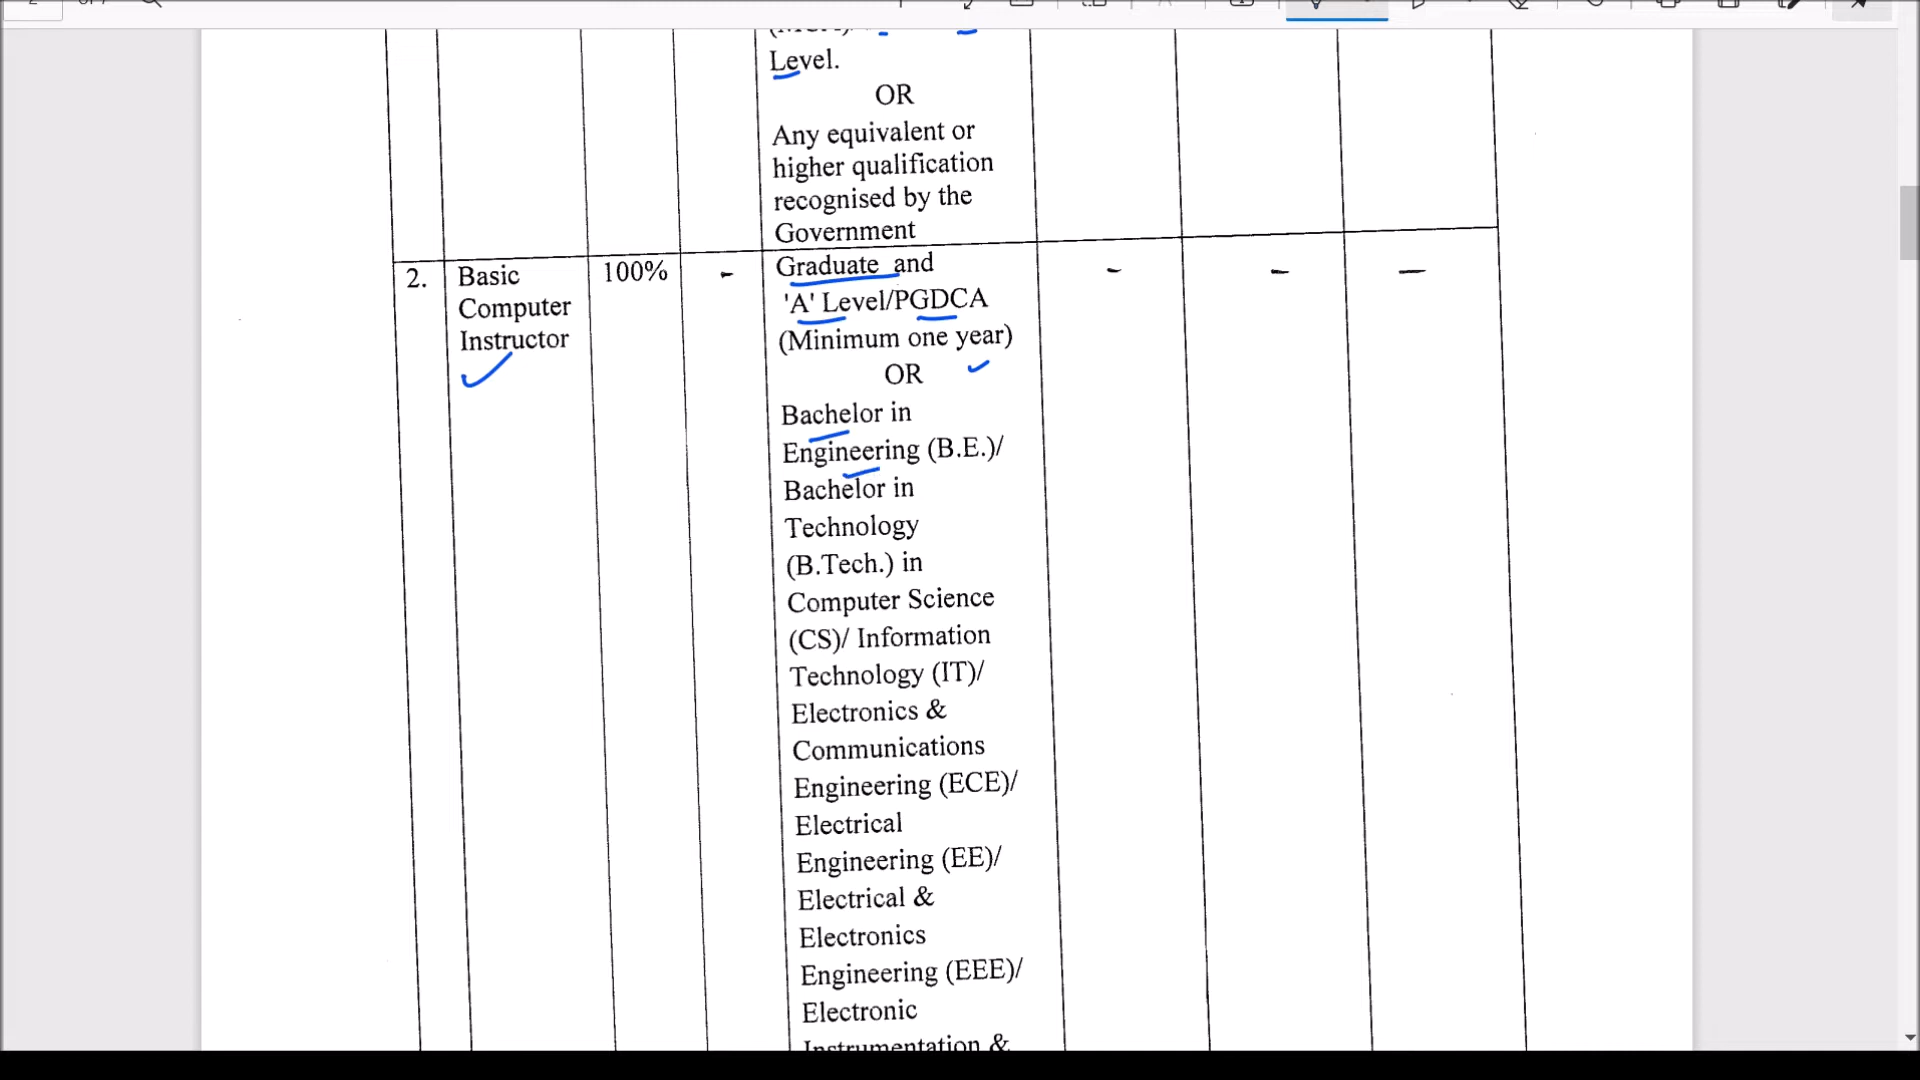 Level.
OR
Any equivalent or
higher qualification
recognised by the
Government
2.
Basic
Computer
Instructor
100%
-
Graduate and
'A' Level/PGDCA
(Minimum one year)
OR
Bachelor in
Engineering (B.E.)/
Bachelor in
Technology
(B.Tech.) in
Computer Science
(CS)/ Information
Technology (IT)/
Electronics &
Communications
Engineering (ECE)/
Electrical
Engineering (EE)/
Electrical &
Electronics
Engineering (EEE)/
Electronic
Instrumentation &
-
-
—